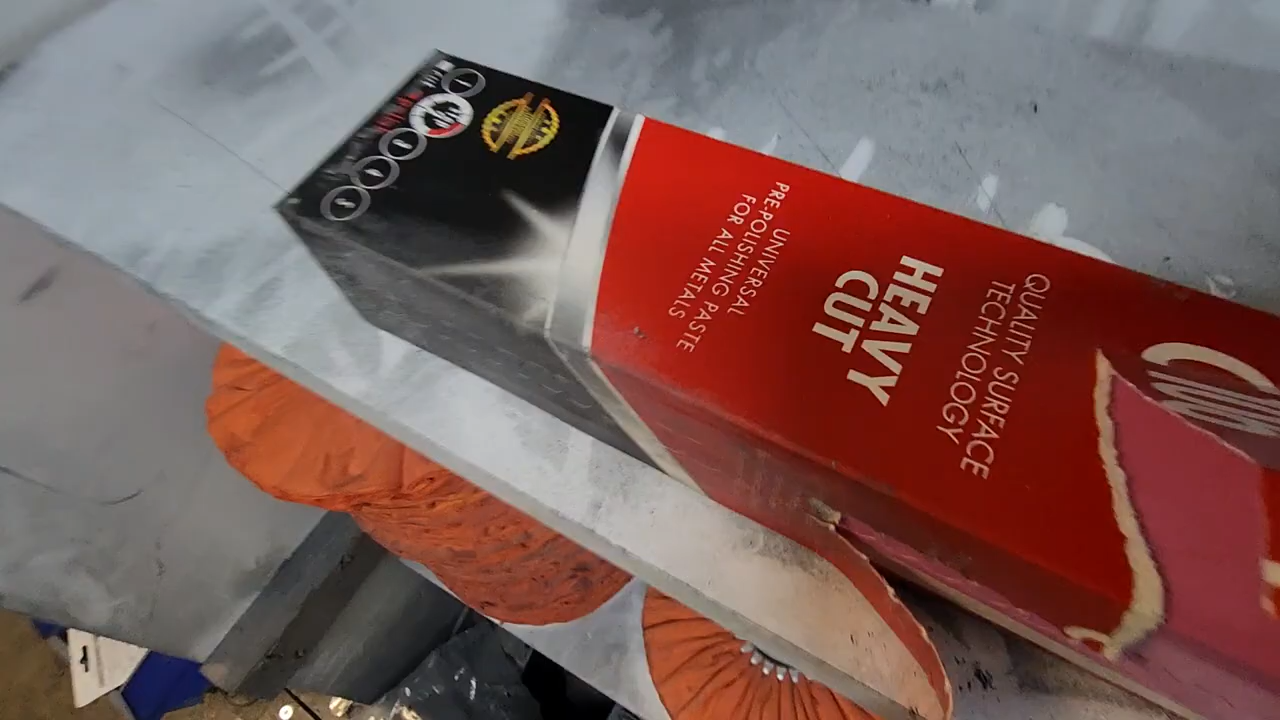 QUALITY SURFACE
TECHNOLOGY
HEAVY
CUT
UNIVERSAL
PRE-POLISHING PASTE
FOR ALL METALS